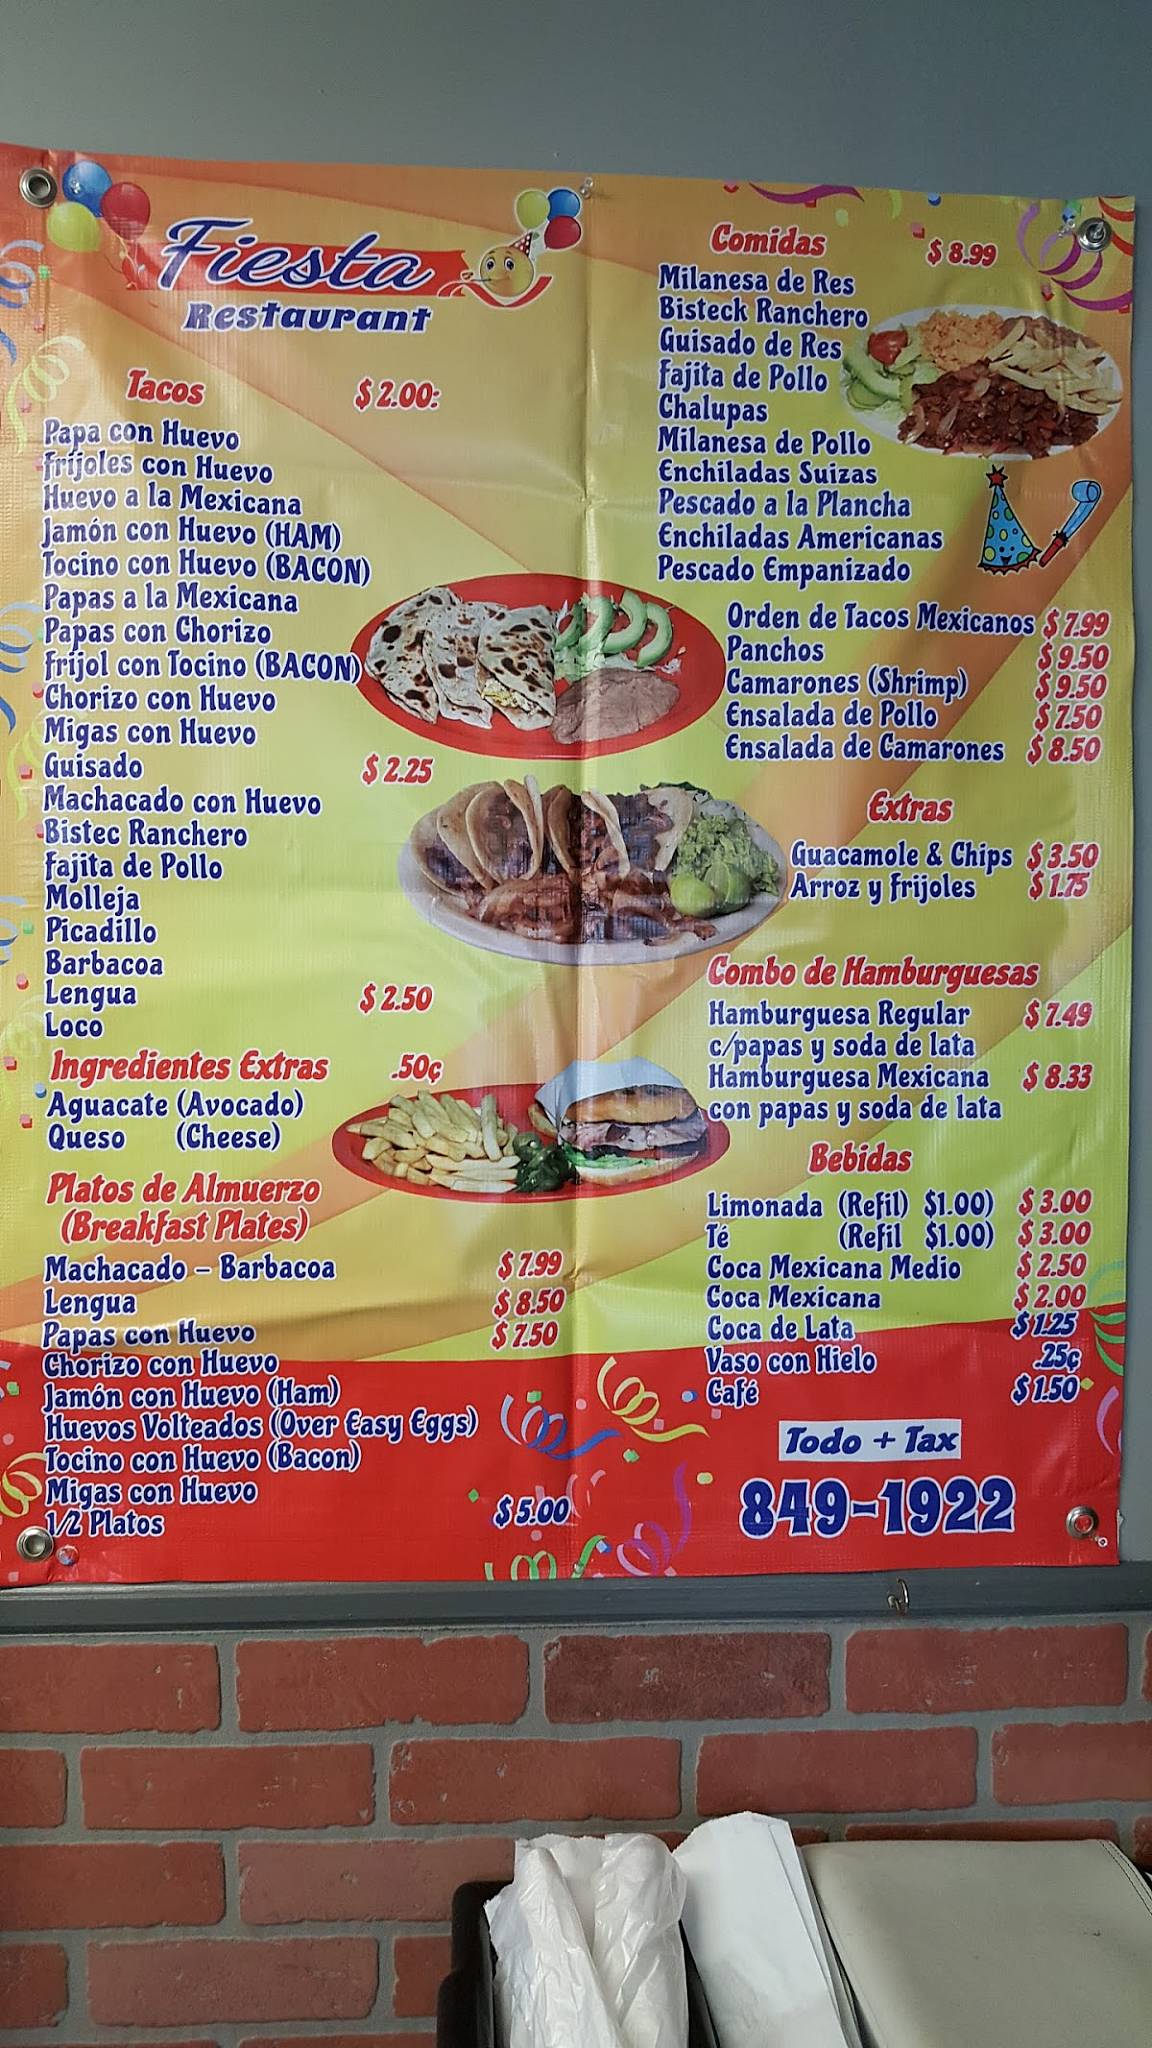 Fiesta
Restaurant
Tacos $2.00:
Papa con Huevo
Frijoles con Huevo
Huevo a la Mexicana
Jamón con Huevo (HAM)
Tocino con Huevo (BACON)
Papas a la Mexicana
Papas con Chorizo
Frijol con Tocino (BACON)
Chorizo con Huevo
Migas con Huevo
Guisado $2.25
Machacado con Huevo
Bistec Ranchero
Fajita de Pollo
Molleja
Picadillo
Barbacoa
Lengua $2.50
Loco
Ingredientes Extras .50¢
Aguacate (Avocado)
Queso (Cheese)
Platos de Almuerzo
(Breakfast Plates)
Machacado – Barbacoa $7.99
Lengua $8.50
Papas con Huevo $7.50
Chorizo con Huevo
Jamón con Huevo (Ham)
Huevos Volteados (Over Easy Eggs)
Tocino con Huevo (Bacon)
Migas con Huevo
1/2 Platos $5.00
Comidas $8.99
Milanesa de Res
Bisteck Ranchero
Guisado de Res
Fajita de Pollo
Chalupas
Milanesa de Pollo
Enchiladas Suizas
Pescado a la Plancha
Enchiladas Americanas
Pescado Empanizado
Orden de Tacos Mexicanos $7.99
Panchos $9.50
Camarones (Shrimp) $9.50
Ensalada de Pollo $7.50
Ensalada de Camarones $8.50
Extras
Guacamole & Chips $3.50
Arroz y Frijoles $1.75
Combo de Hamburguesas
Hamburguesa Regular $7.49
c/papas y soda de lata
Hamburguesa Mexicana $8.33
con papas y soda de lata
Bebidas
Limonada (Refil) $1.00) $3.00
Té (Refil $1.00) $3.00
Coca Mexicana Medio $2.50
Coca Mexicana $2.00
Coca de Lata $1.25
Vaso con Hielo .25¢
Café $1.50
Todo + Tax
849-1922